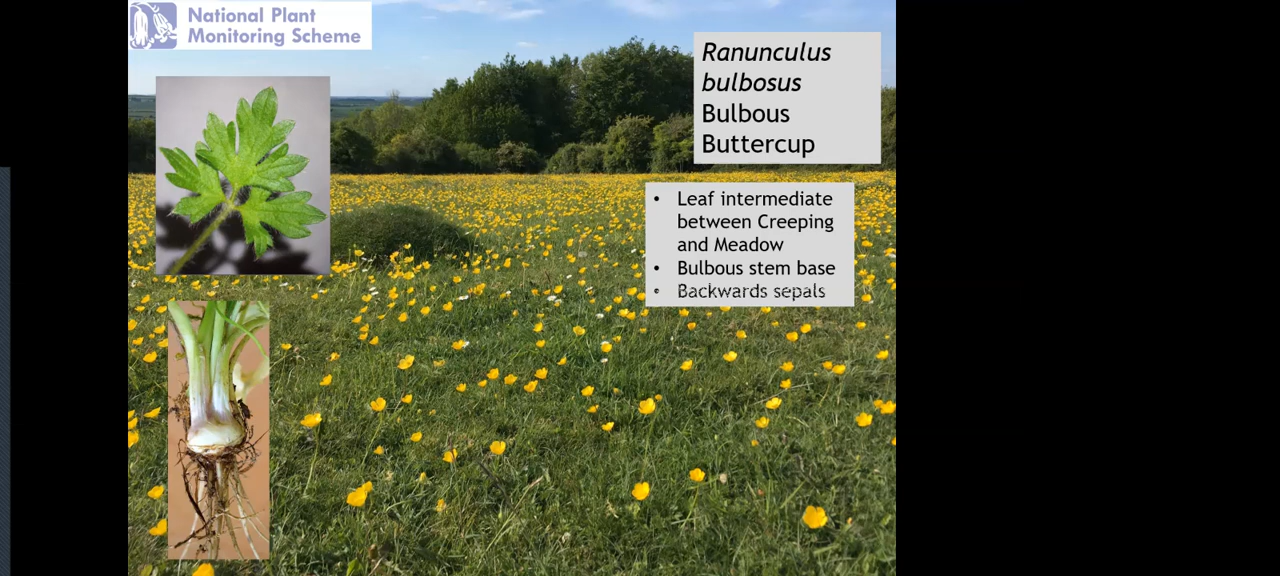 National Plant
Monitoring Scheme
Ranunculus
bulbosus
Bulbous
Buttercup
• Leaf intermediate
between Creeping
and Meadow
• Bulbous stem base
• Backwards sepals